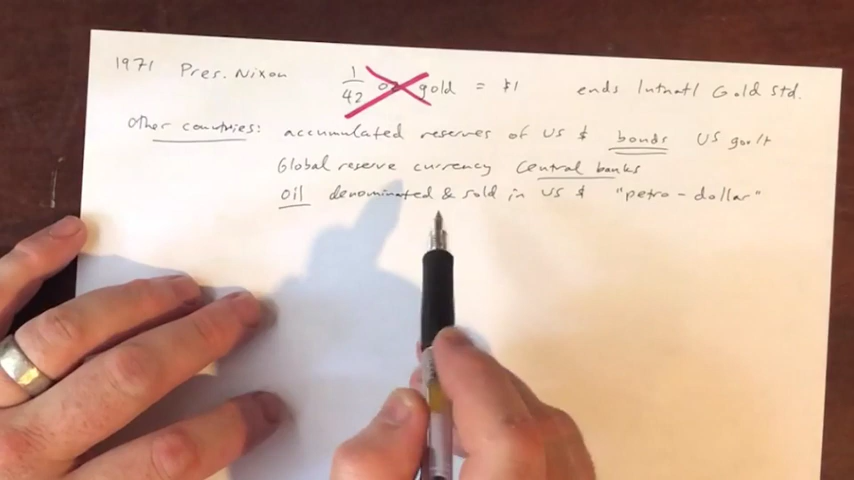 1971 Pres. Nixon 1/42 oz gold = $1 ends Intnatl Gold Std.
Other countries: accumulated reserves of US $ bonds US gov't
Global reserve currency Central banks
Oil denominated & sold in US $ "petro-dollar"